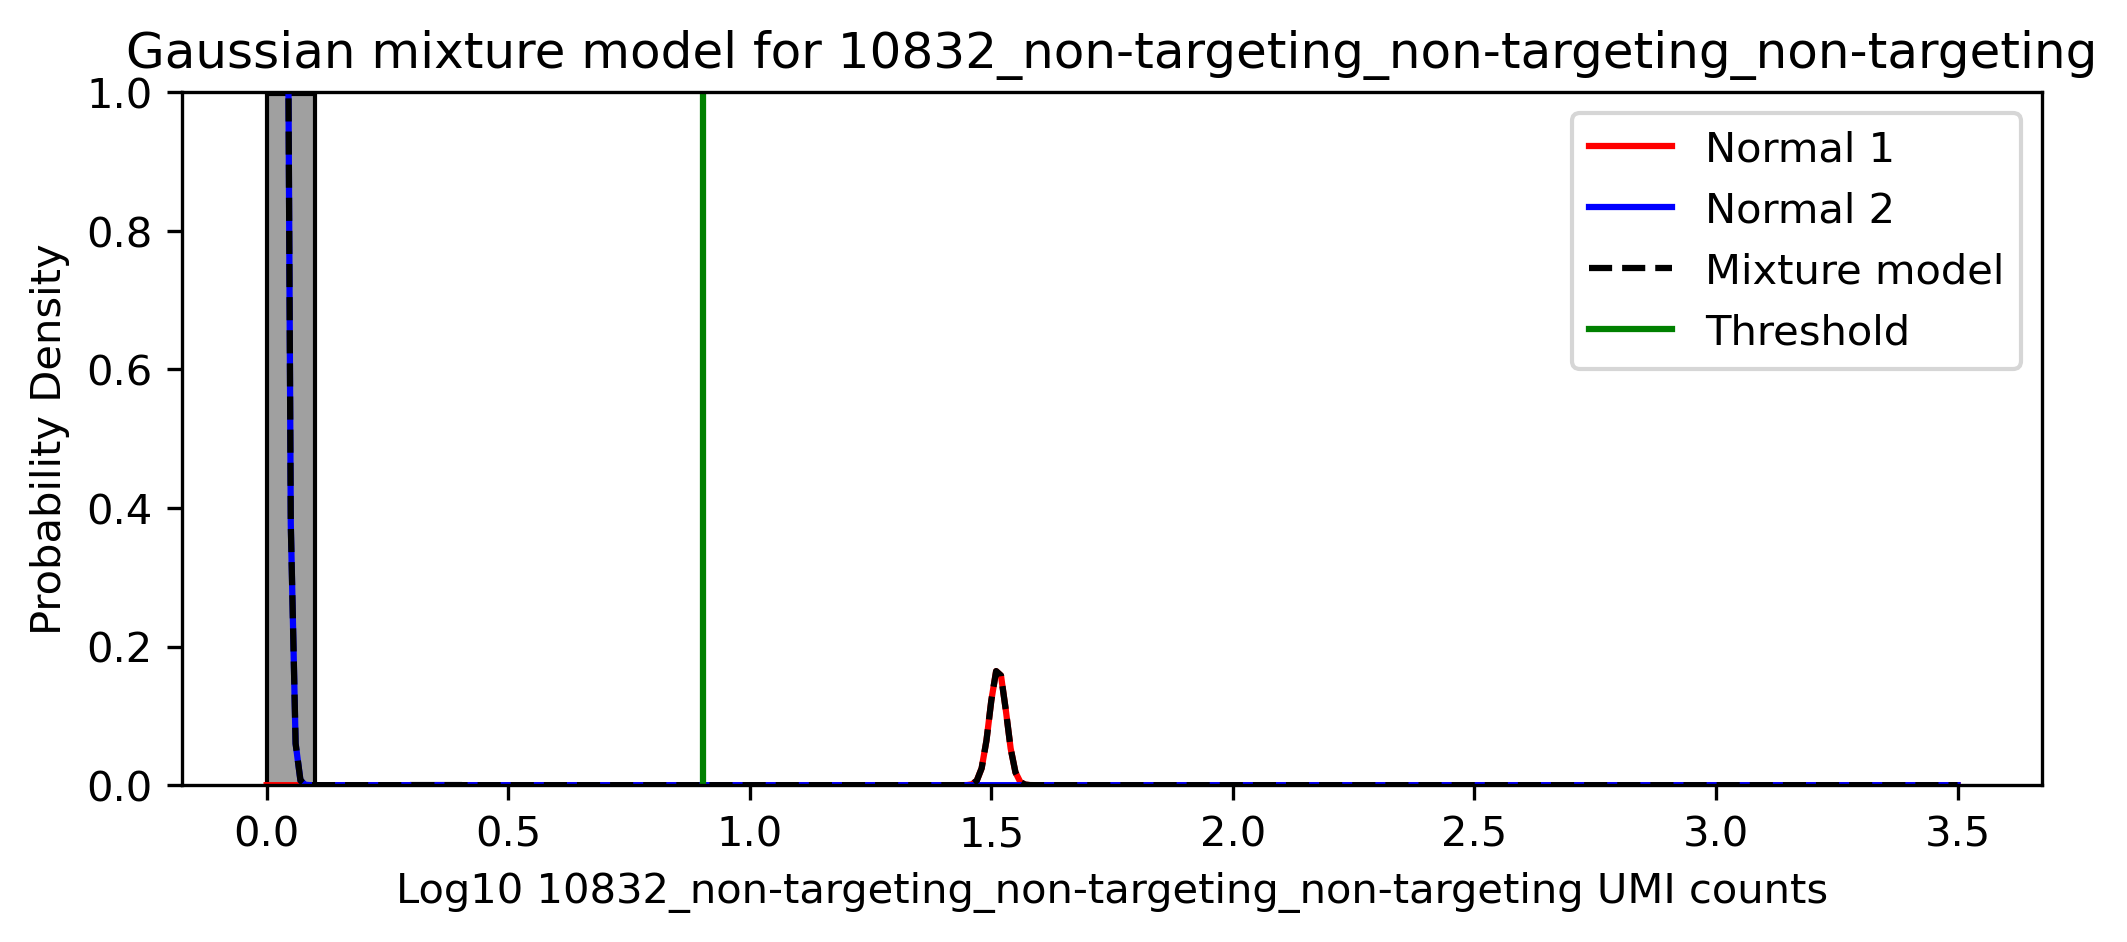 Gaussian mixture model for 10832_non-targeting_non-targeting_non-targeting
1.0
0.8
0.6
0.4
0.2
0.0
Probability Density
Normal 1
Normal 2
Mixture model
Threshold
0.0 0.5 1.0 1.5 2.0 2.5 3.0 3.5
Log10 10832_non-targeting_non-targeting_non-targeting UMI counts